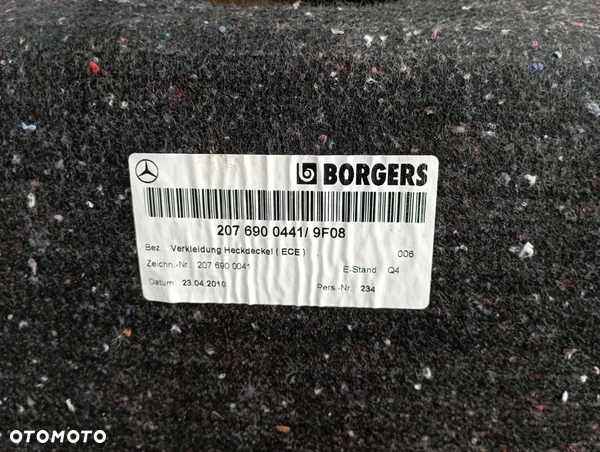 BORGERS
207 690 0441/ 9F08
Bez.: Verkleidung Heckdeckel ( ECE ) 006
Zeichn.-Nr.: 207 690 0041 E-Stand Q4
Datum: 23.04.2010 Pers.-Nr.: 234
OTOMOTO